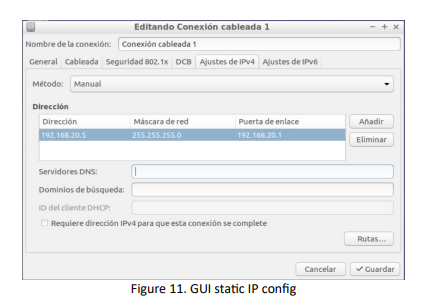 Editando Conexión cableada 1
Nombre de la conexión: Conexión cableada 1
General Cableada Seguridad 802.1x DCB Ajustes de IPv4 Ajustes de IPv6
Método: Manual
Dirección
Dirección Máscara de red Puerta de enlace Añadir
192.168.20.5 255.255.255.0 192.168.20.1 Eliminar
Servidores DNS:
Dominios de búsqueda:
ID del cliente DHCP:
Requiere dirección IPv4 para que esta conexión se complete
Rutas...
Cancelar Guardar
Figure 11. GUI static IP config